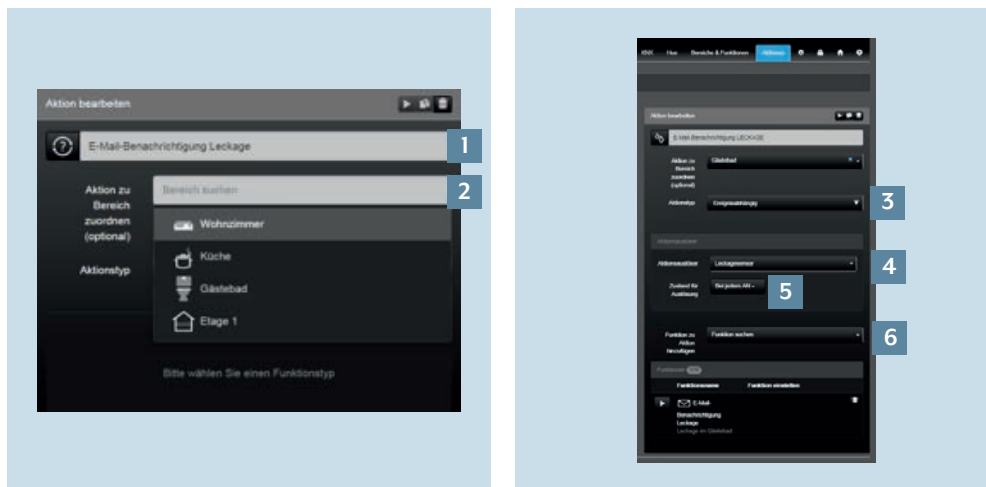 Aktion bearbeiten
E-Mail-Benachrichtigung Leckage
1
Aktion zu
Bereich
zuordnen
(optional)
Bereich suchen
2
Wohnzimmer
Küche
Gästebad
Etage 1
Aktionstyp
Bitte wählen Sie einen Funktionstyp
KNX Hue Bereiche & Funktionen Aktionen
Aktion bearbeiten
E-Mail-Benachrichtigung LECKAGE
Aktion zu
Bereich
zuordnen
(optional)
Gästebad
Aktionstyp
Ereignisabhängig
3
Aktionsauslöser
Aktionsauslöser
Leckagesensor
4
Zustand für
Auslösung
Bei jedem AN
5
Funktion zu
Aktion
hinzufügen
Funktion suchen
6
Funktionen
Funktionsname Funktion einstellen
E-Mail-
Benachrichtigung
Leckage
Leckage im Gästebad